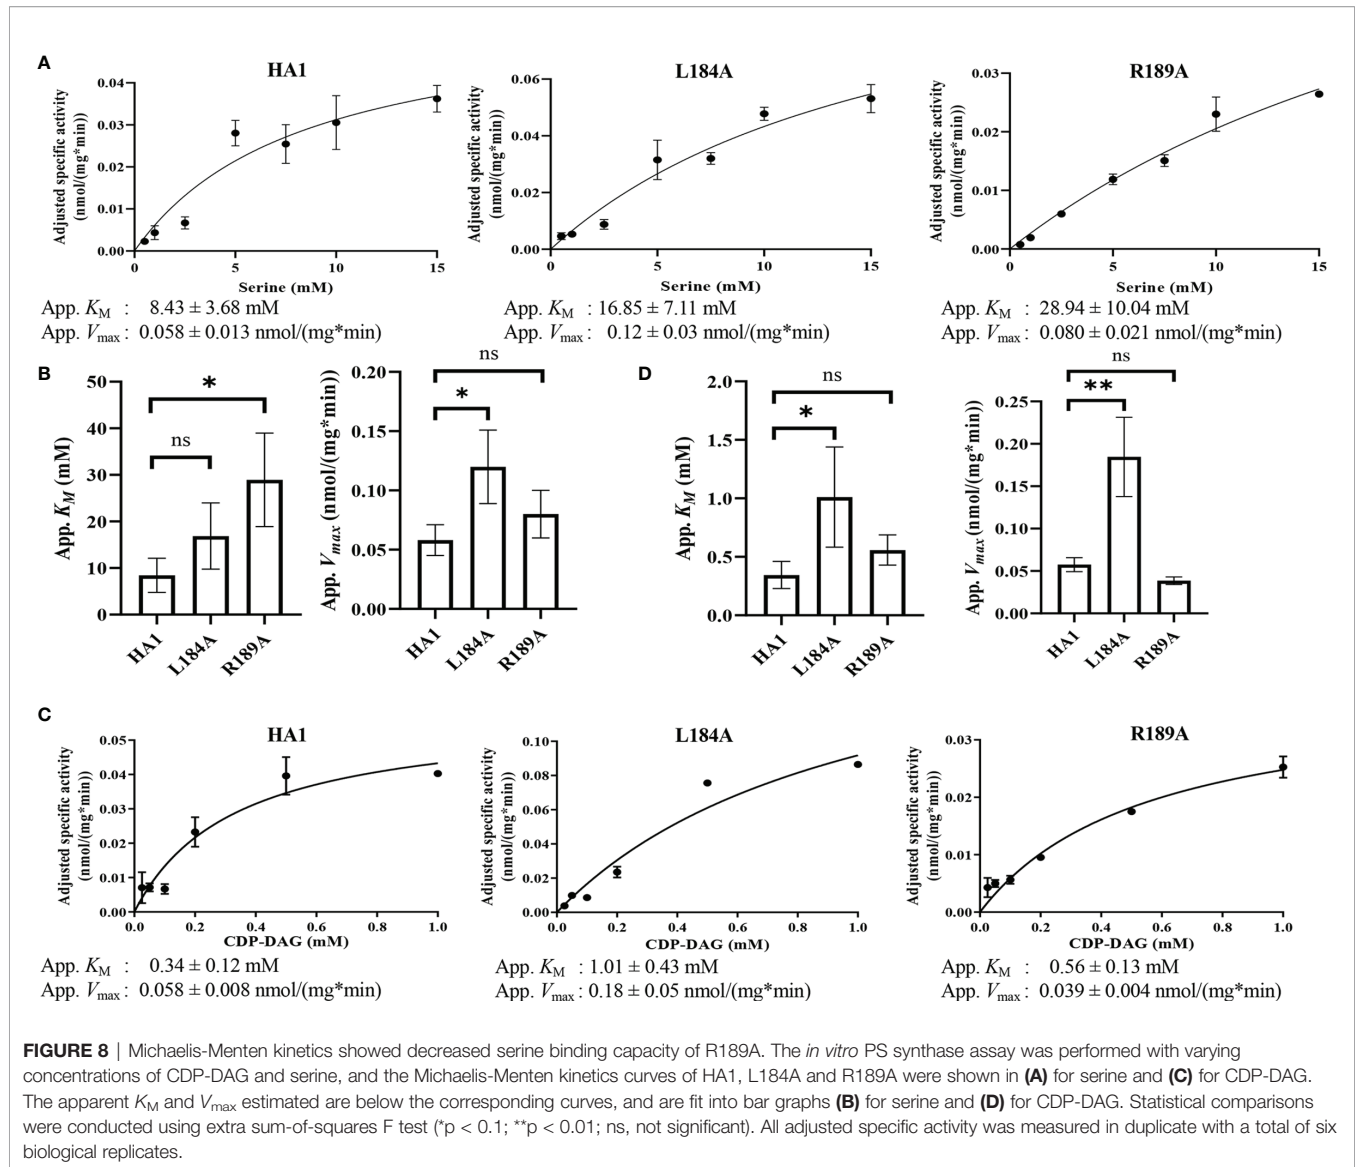 A
HA1
Adjusted specific activity
(nmol/(mg*min))
0.04
0.03
0.02
0.01
0.00
0
5
10
15
Serine (mM)
App. KM : 8.43 ± 3.68 mM
App. Vmax : 0.058 ± 0.013 nmol/(mg*min)
L184A
Adjusted specific activity
(nmol/(mg*min))
0.06
0.04
0.02
0.00
0
5
10
15
Serine (mM)
App. KM : 16.85 ± 7.11 mM
App. Vmax : 0.12 ± 0.03 nmol/(mg*min)
R189A
Adjusted specific activity
(nmol/(mg*min))
0.03
0.02
0.01
0.00
0
5
10
15
Serine (mM)
App. KM : 28.94 ± 10.04 mM
App. Vmax : 0.080 ± 0.021 nmol/(mg*min)
B
App. KM (mM)
50
40
30
20
10
0
*
ns
HA1
L184A
R189A
App. Vmax (nmol/(mg*min))
0.20
0.15
0.10
0.05
0.00
ns
*
HA1
L184A
R189A
D
App. KM (mM)
2.0
1.5
1.0
0.5
0.0
ns
*
HA1
L184A
R189A
App. Vmax (nmol/(mg*min))
0.25
0.20
0.15
0.10
0.05
0.00
ns
**
HA1
L184A
R189A
C
HA1
Adjusted specific activity
(nmol/(mg*min))
0.05
0.04
0.03
0.02
0.01
0.00
0.0
0.2
0.4
0.6
0.8
1.0
CDP-DAG (mM)
App. KM : 0.34 ± 0.12 mM
App. Vmax : 0.058 ± 0.008 nmol/(mg*min)
L184A
Adjusted specific activity
(nmol/(mg*min))
0.10
0.08
0.06
0.04
0.02
0.00
0.0
0.2
0.4
0.6
0.8
1.0
CDP-DAG (mM)
App. KM : 1.01 ± 0.43 mM
App. Vmax : 0.18 ± 0.05 nmol/(mg*min)
R189A
Adjusted specific activity
(nmol/(mg*min))
0.03
0.02
0.01
0.00
0.0
0.2
0.4
0.6
0.8
1.0
CDP-DAG (mM)
App. KM : 0.56 ± 0.13 mM
App. Vmax : 0.039 ± 0.004 nmol/(mg*min)
FIGURE 8 | Michaelis-Menten kinetics showed decreased serine binding capacity of R189A. The in vitro PS synthase assay was performed with varying
concentrations of CDP-DAG and serine, and the Michaelis-Menten kinetics curves of HA1, L184A and R189A were shown in (A) for serine and (C) for CDP-DAG.
The apparent KM and Vmax estimated are below the corresponding curves, and are fit into bar graphs (B) for serine and (D) for CDP-DAG. Statistical comparisons
were conducted using extra sum-of-squares F test (*p < 0.1; **p < 0.01; ns, not significant). All adjusted specific activity was measured in duplicate with a total of six
biological replicates.